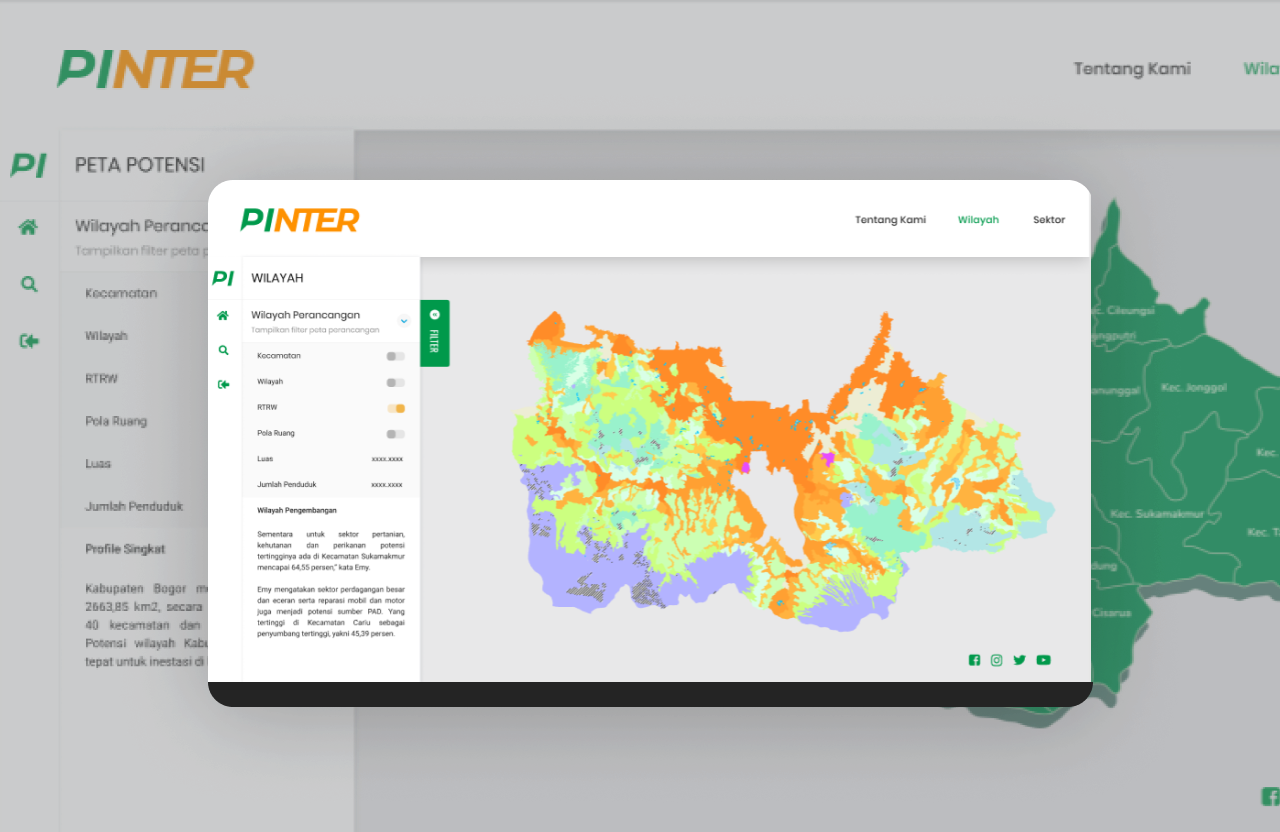 PINTER
Tentang Kami
Wila
PI
PETA POTENSI
Wilayah Peranca
Tampilkan filter peta p
Kecamatan
Wilayah
RTRW
Pola Ruang
Luas
Jumlah Penduduk
Profile Singkat
Kabupaten Bogor me
2663,85 km2, secara
40 kecamatan dan
Potensi wilayah Kabu
tepat untuk inestasi di
PINTER
Tentang Kami
Wilayah
Sektor
PI
WILAYAH
Wilayah Perancangan
Tampilkan filter peta perancangan
FILTER
Kecamatan
Wilayah
RTRW
Pola Ruang
Luas xxxx.xxxx
Jumlah Penduduk xxxx.xxxx
Wilayah Pengembangan
Sementara untuk sektor pertanian,
kehutanan dan perikanan potensi
tertingginya ada di Kecamatan Sukamakmur
mencapai 64,55 persen," kata Emy.
Emy mengatakan sektor perdagangan besar
dan eceran serta reparasi mobil dan motor
juga menjadi potensi sumber PAD. Yang
tertinggi di Kecamatan Cariu sebagai
penyumbang tertinggi, yakni 45,39 persen.
c. Cileungsi
ngputri
anunggal
Kec. Jonggol
Kec.
Kec. Sukamakmur
Kec. T
dung
Cisarua